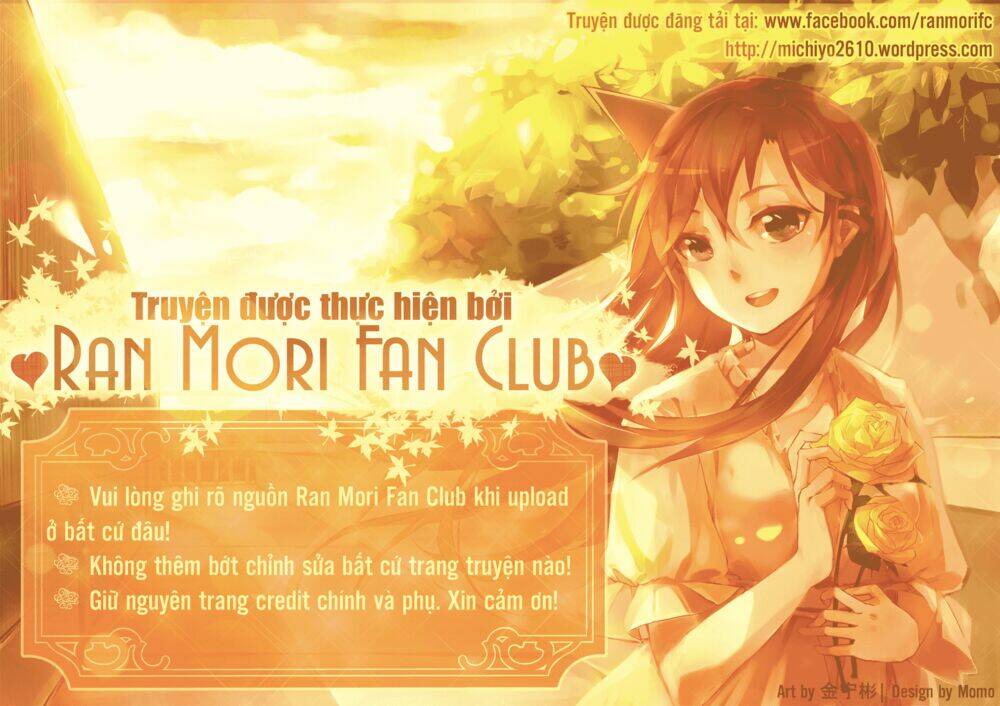 Truyện được đăng tải tại: www.facebook.com/ranmorifc
http://michiyo2610.wordpress.com
Truyện được thực hiện bởi
RAN MORI FAN CLUB
Vui lòng ghi rõ nguồn Ran Mori Fan Club khi upload
ở bất cứ đâu!
Không thêm bớt chỉnh sửa bất cứ trang truyện nào!
Giữ nguyên trang credit chính và phụ. Xin cảm ơn!
Art by 金宁彬| Design by Momo